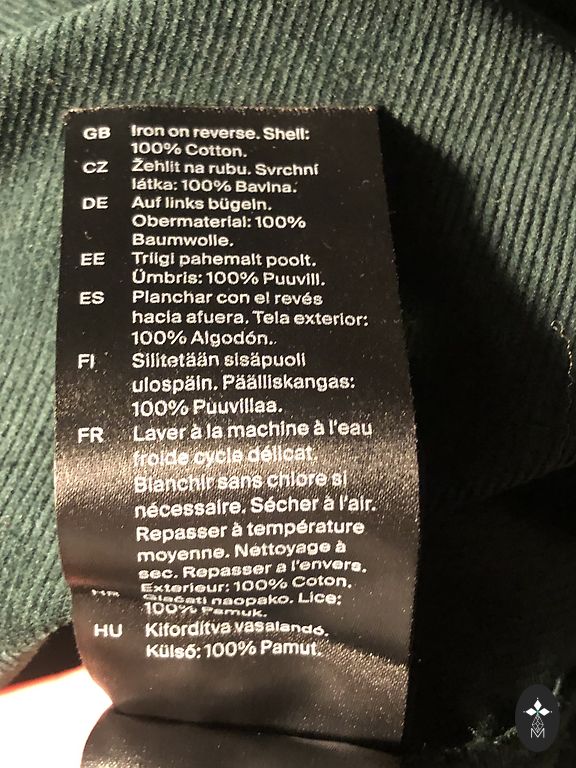 GB Iron on reverse. Shell:
100% Cotton.
CZ Žehlit na rubu. Svrchní
látka: 100% Bavlna.
DE Auf links bügeln.
Obermaterial: 100%
Baumwolle.
EE Triigi pahemalt poolt.
Ümbris: 100% Puuvill.
ES Planchar con el revés
hacia afuera. Tela exterior:
100% Algodón.
FI Silitetään sisäpuoli
ulospäin. Päälliskangas:
100% Puuvillaa.
FR Laver à la machine à l'eau
froide cycle délicat.
Blanchir sans chlore si
nécessaire. Sécher à l'air.
Repasser à température
moyenne. Nettoyage à
sec. Repasser a l'envers.
Exterieur: 100% Coton.
HR Glačati naopako. Lice:
100% Pamuk.
HU Kifordítva vasalandó.
Külső: 100% Pamut.
M